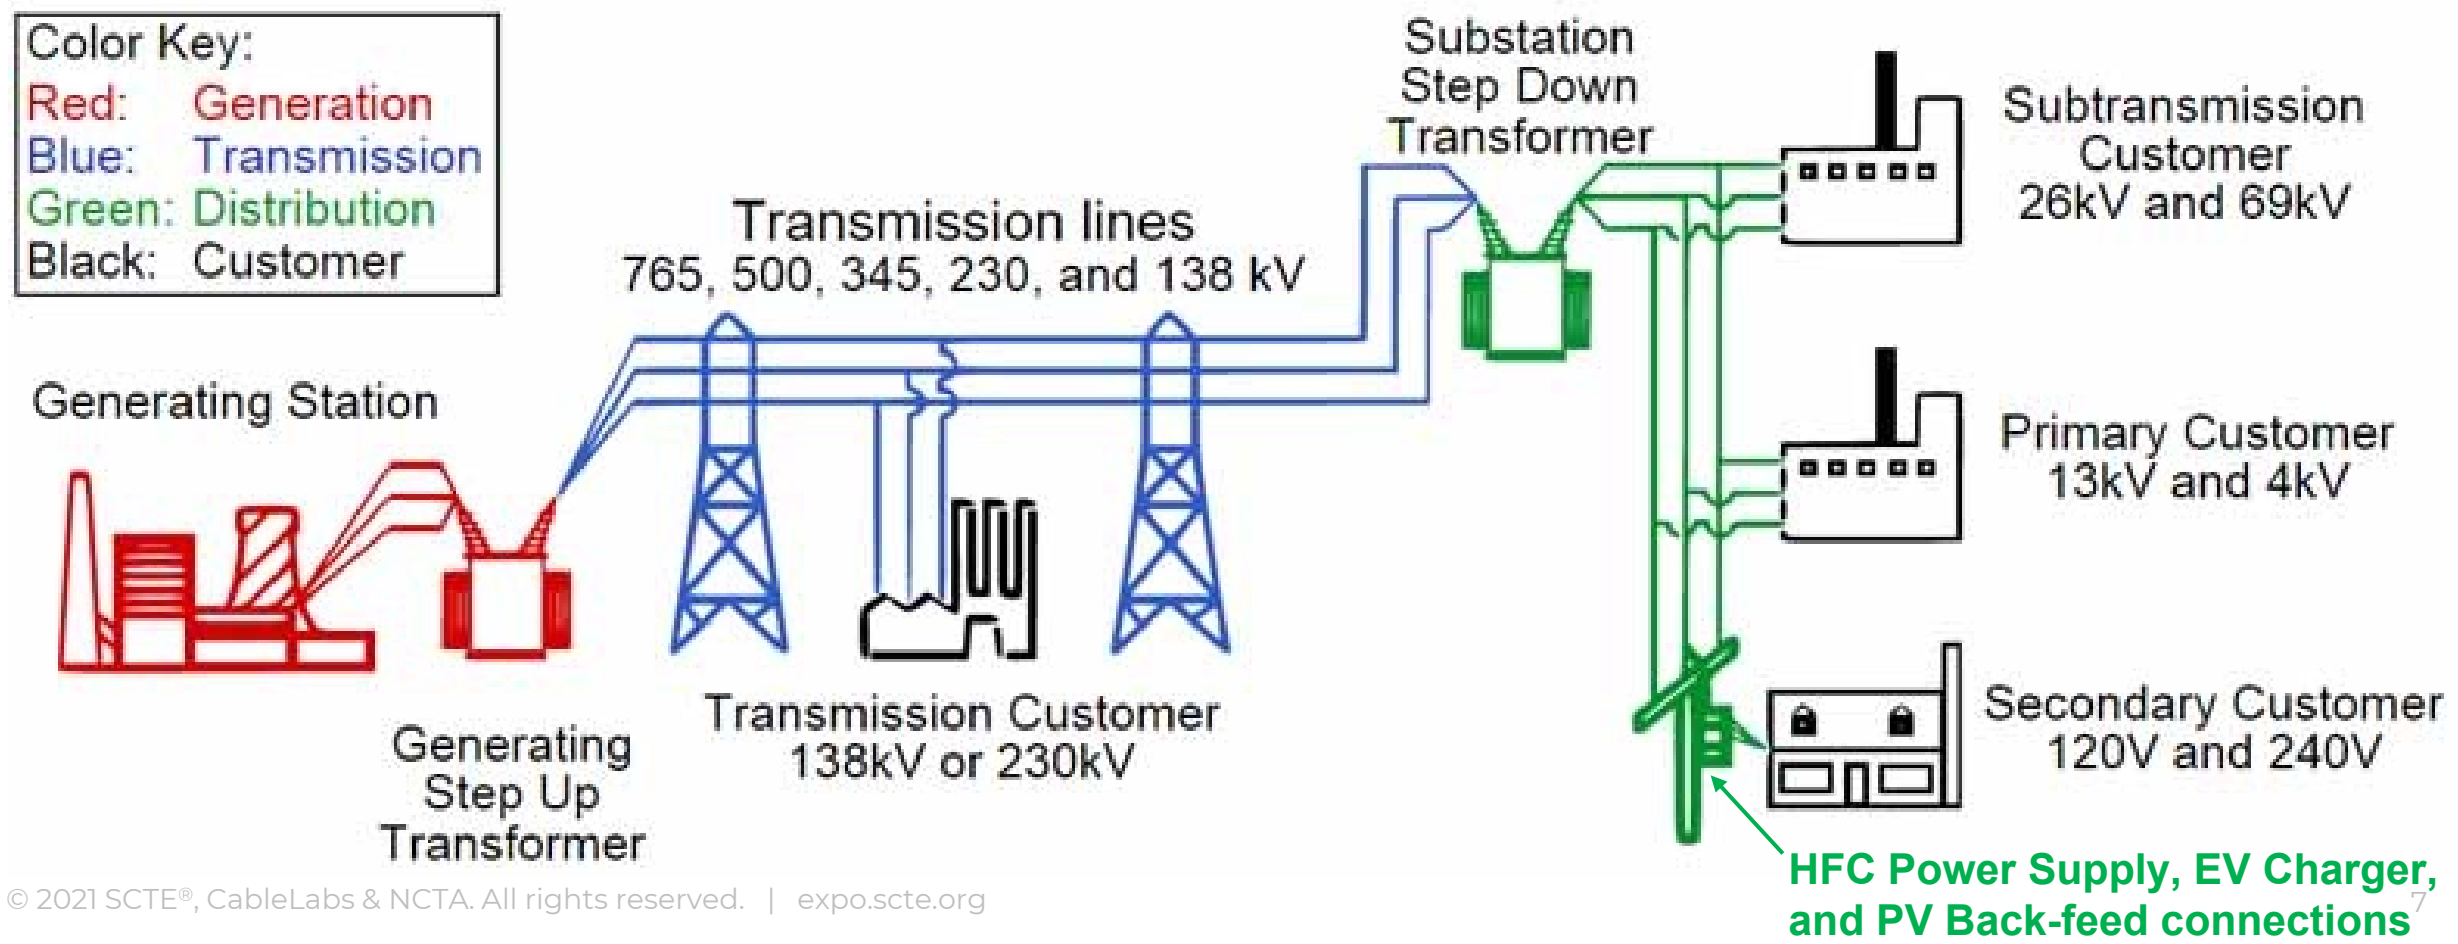 Color Key:
Red: Generation
Blue: Transmission
Green: Distribution
Black: Customer
Substation
Step Down
Transformer
Subtransmission
Customer
26kV and 69kV
Transmission lines
765, 500, 345, 230, and 138 kV
Generating Station
Primary Customer
13kV and 4kV
Generating
Step Up
Transformer
Transmission Customer
138kV or 230kV
Secondary Customer
120V and 240V
HFC Power Supply, EV Charger,
and PV Back-feed connections
© 2021 SCTE®, CableLabs & NCTA. All rights reserved. | expo.scte.org
7